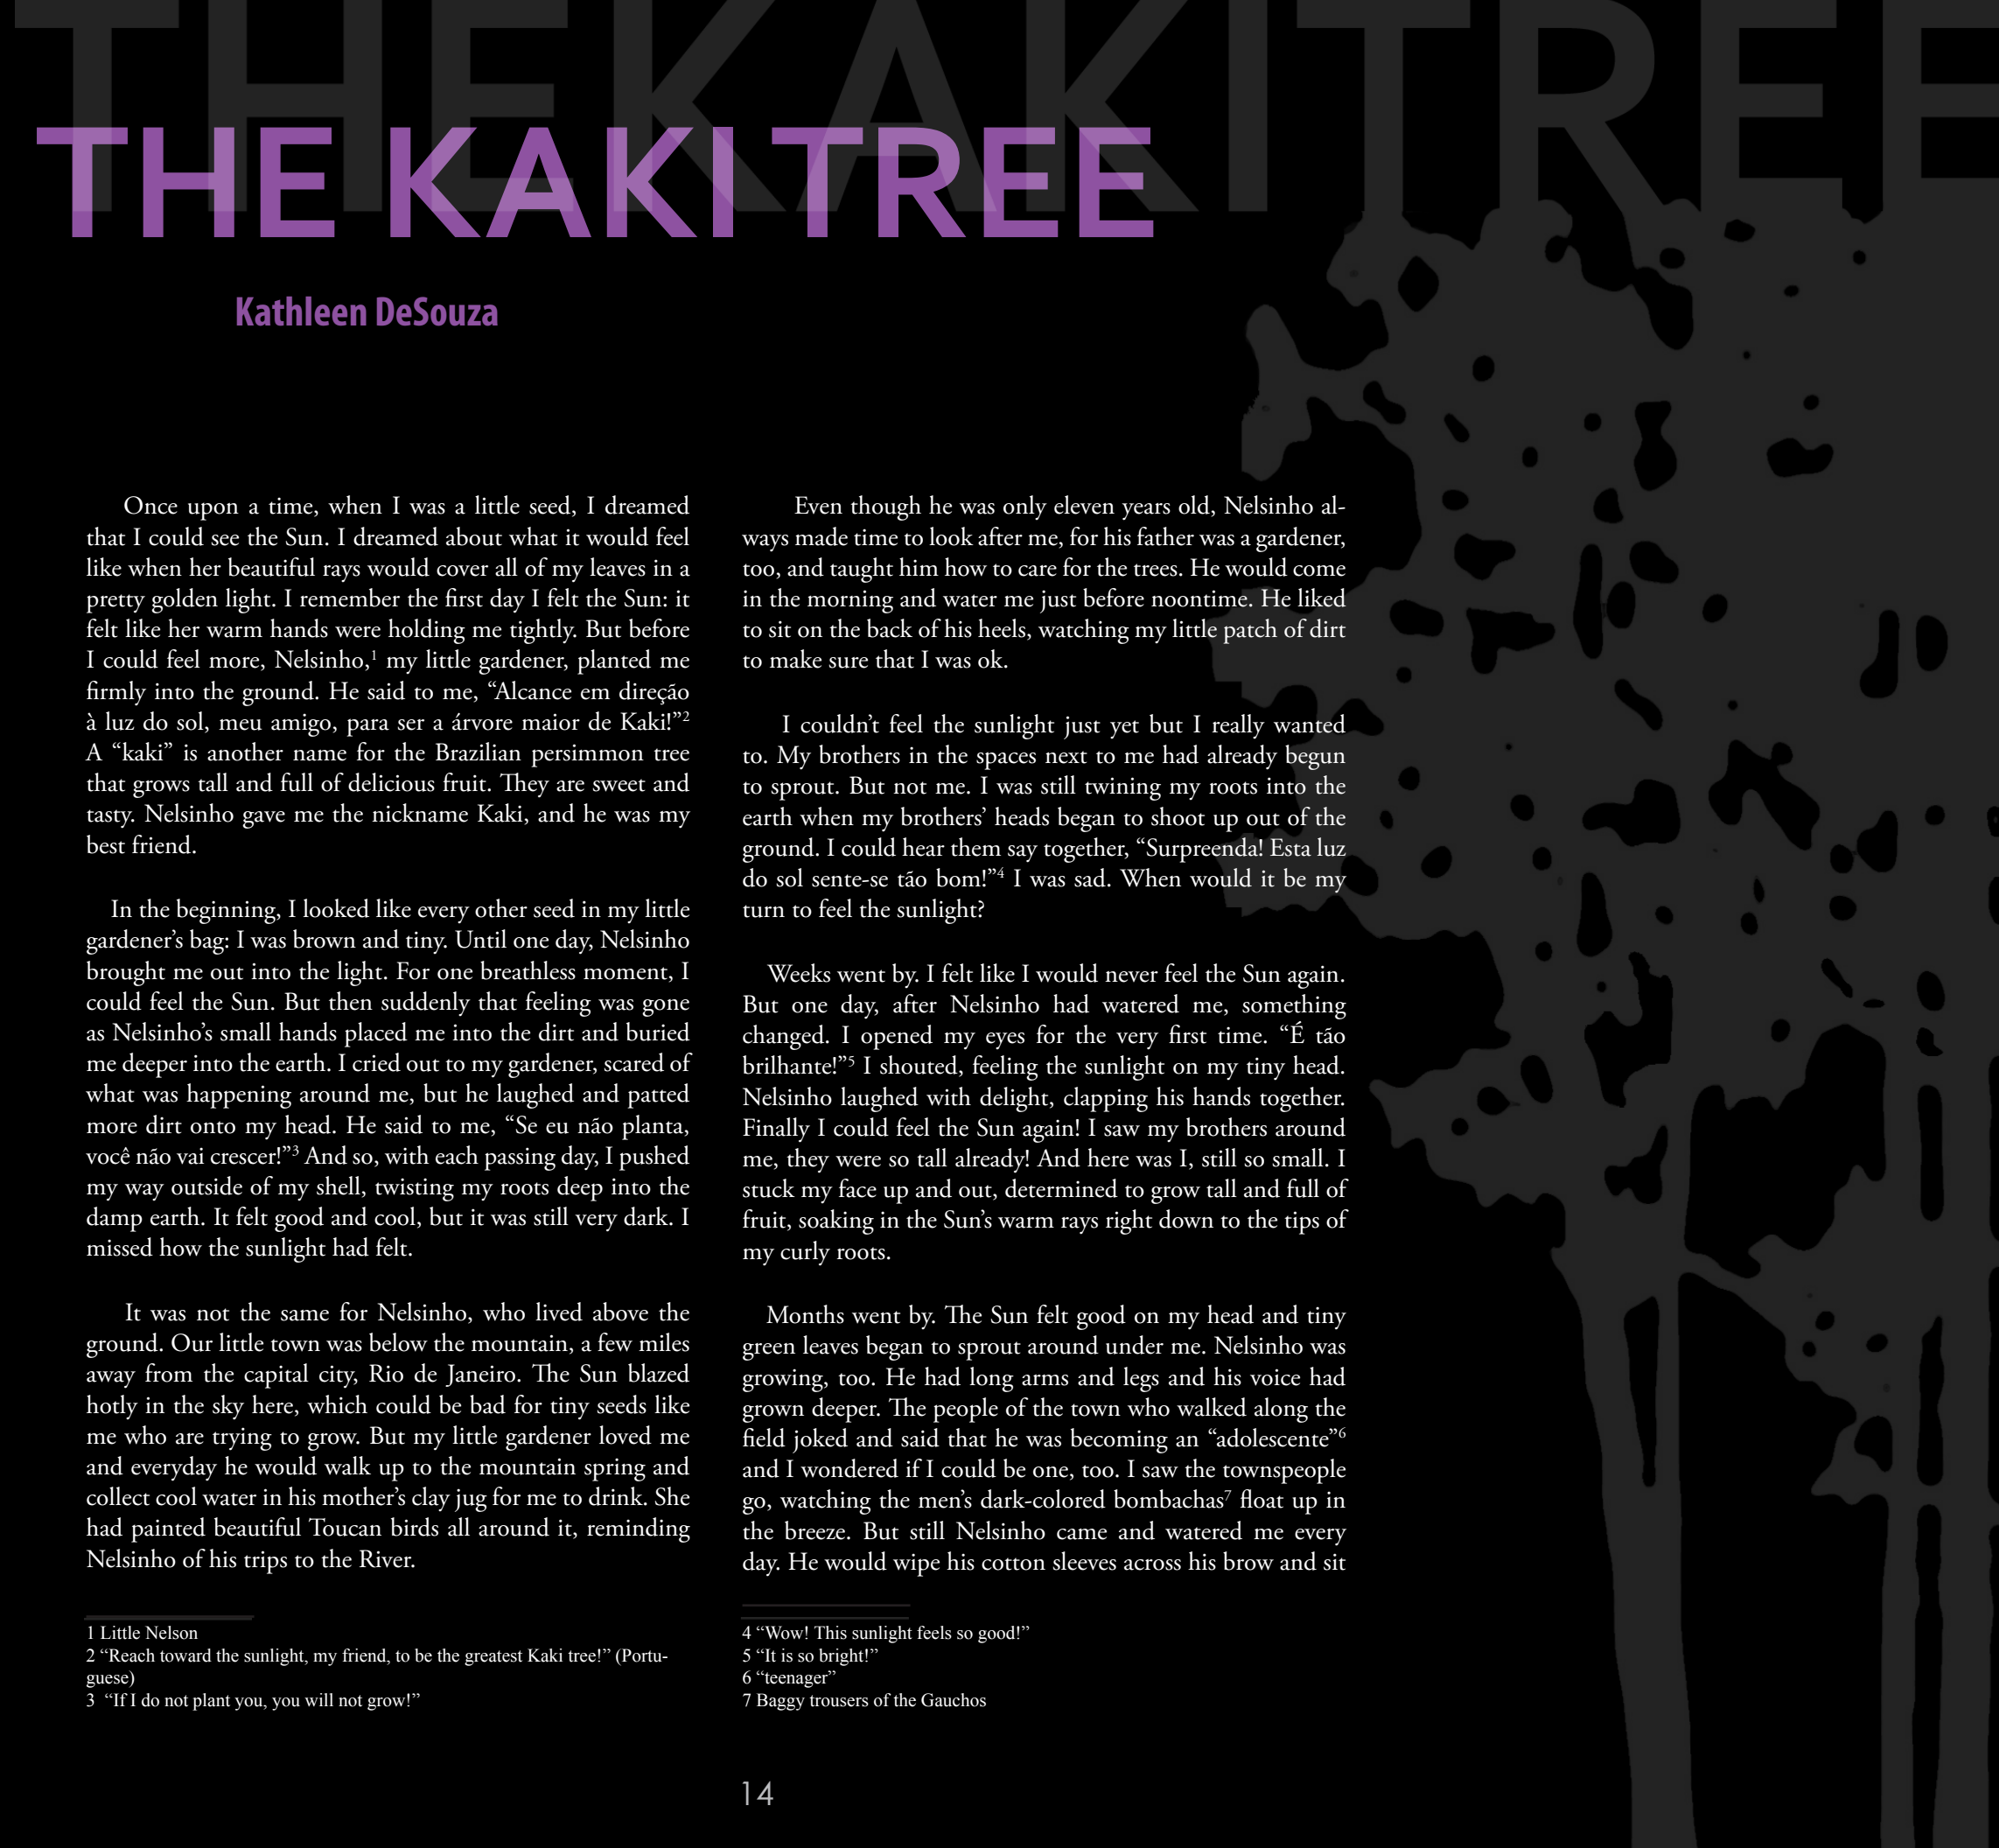 THEKAKITREE
THE KAKI TREE
Kathleen DeSouza
Once upon a time, when I was a little seed, I dreamed
that I could see the Sun. I dreamed about what it would feel
like when her beautiful rays would cover all of my leaves in a
pretty golden light. I remember the first day I felt the Sun: it
felt like her warm hands were holding me tightly. But before
I could feel more, Nelsinho,¹ my little gardener, planted me
firmly into the ground. He said to me, “Alcance em direção
à luz do sol, meu amigo, para ser a árvore maior de Kaki!”²
A “kaki” is another name for the Brazilian persimmon tree
that grows tall and full of delicious fruit. They are sweet and
tasty. Nelsinho gave me the nickname Kaki, and he was my
best friend.
In the beginning, I looked like every other seed in my little
gardener’s bag: I was brown and tiny. Until one day, Nelsinho
brought me out into the light. For one breathless moment, I
could feel the Sun. But then suddenly that feeling was gone
as Nelsinho’s small hands placed me into the dirt and buried
me deeper into the earth. I cried out to my gardener, scared of
what was happening around me, but he laughed and patted
more dirt onto my head. He said to me, “Se eu não planta,
você não vai crescer!”³ And so, with each passing day, I pushed
my way outside of my shell, twisting my roots deep into the
damp earth. It felt good and cool, but it was still very dark. I
missed how the sunlight had felt.
It was not the same for Nelsinho, who lived above the
ground. Our little town was below the mountain, a few miles
away from the capital city, Rio de Janeiro. The Sun blazed
hotly in the sky here, which could be bad for tiny seeds like
me who are trying to grow. But my little gardener loved me
and everyday he would walk up to the mountain spring and
collect cool water in his mother’s clay jug for me to drink. She
had painted beautiful Toucan birds all around it, reminding
Nelsinho of his trips to the River.
1 Little Nelson
2 “Reach toward the sunlight, my friend, to be the greatest Kaki tree!” (Portu-
guese)
3 “If I do not plant you, you will not grow!”
Even though he was only eleven years old, Nelsinho al-
ways made time to look after me, for his father was a gardener,
too, and taught him how to care for the trees. He would come
in the morning and water me just before noontime. He liked
to sit on the back of his heels, watching my little patch of dirt
to make sure that I was ok.
I couldn’t feel the sunlight just yet but I really wanted
to. My brothers in the spaces next to me had already begun
to sprout. But not me. I was still twining my roots into the
earth when my brothers’ heads began to shoot up out of the
ground. I could hear them say together, “Surpreenda! Esta luz
do sol sente-se tão bom!”⁴ I was sad. When would it be my
turn to feel the sunlight?
Weeks went by. I felt like I would never feel the Sun again.
But one day, after Nelsinho had watered me, something
changed. I opened my eyes for the very first time. “É tão
brilhante!”⁵ I shouted, feeling the sunlight on my tiny head.
Nelsinho laughed with delight, clapping his hands together.
Finally I could feel the Sun again! I saw my brothers around
me, they were so tall already! And here was I, still so small. I
stuck my face up and out, determined to grow tall and full of
fruit, soaking in the Sun’s warm rays right down to the tips of
my curly roots.
Months went by. The Sun felt good on my head and tiny
green leaves began to sprout around under me. Nelsinho was
growing, too. He had long arms and legs and his voice had
grown deeper. The people of the town who walked along the
field joked and said that he was becoming an “adolescente”⁶
and I wondered if I could be one, too. I saw the townspeople
go, watching the men’s dark-colored bombachas⁷ float up in
the breeze. But still Nelsinho came and watered me every
day. He would wipe his cotton sleeves across his brow and sit
4 “Wow! This sunlight feels so good!”
5 “It is so bright!”
6 “teenager”
7 Baggy trousers of the Gauchos
14